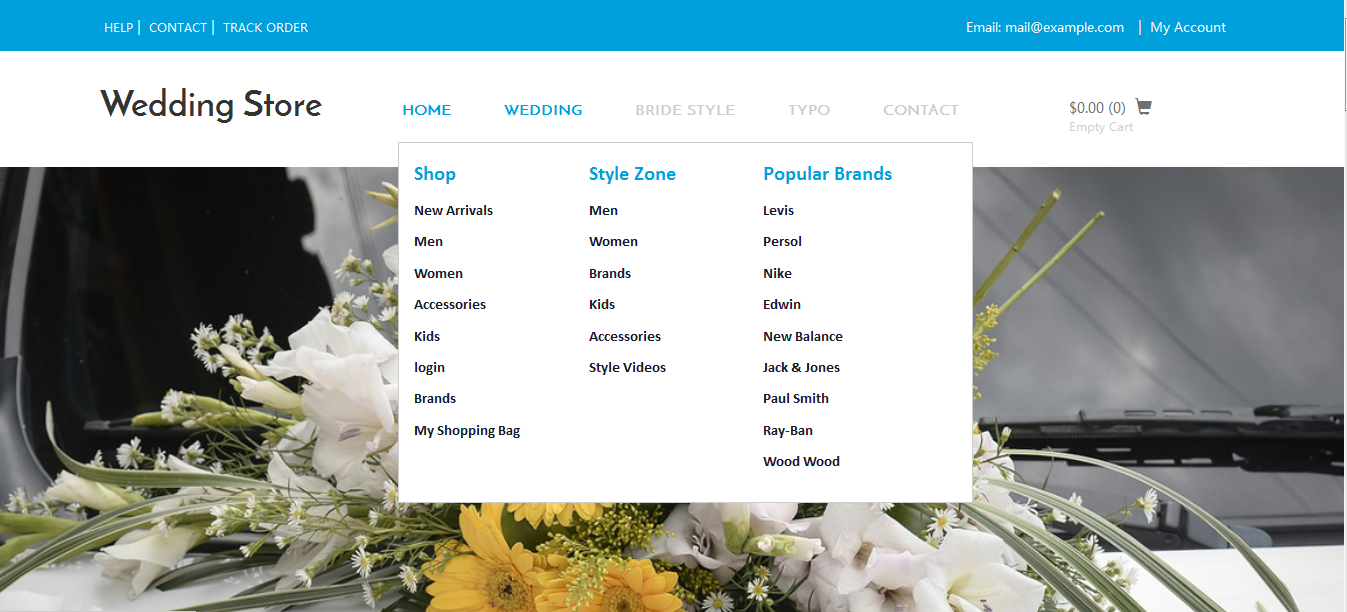 HELP | CONTACT | TRACK ORDER
Email: mail@example.com | My Account
Wedding Store
HOME WEDDING BRIDE STYLE TYPO CONTACT
$0.00 (0)
Empty Cart
Shop
New Arrivals
Men
Women
Accessories
Kids
login
Brands
My Shopping Bag
Style Zone
Men
Women
Brands
Kids
Accessories
Style Videos
Popular Brands
Levis
Persol
Nike
Edwin
New Balance
Jack & Jones
Paul Smith
Ray-Ban
Wood Wood